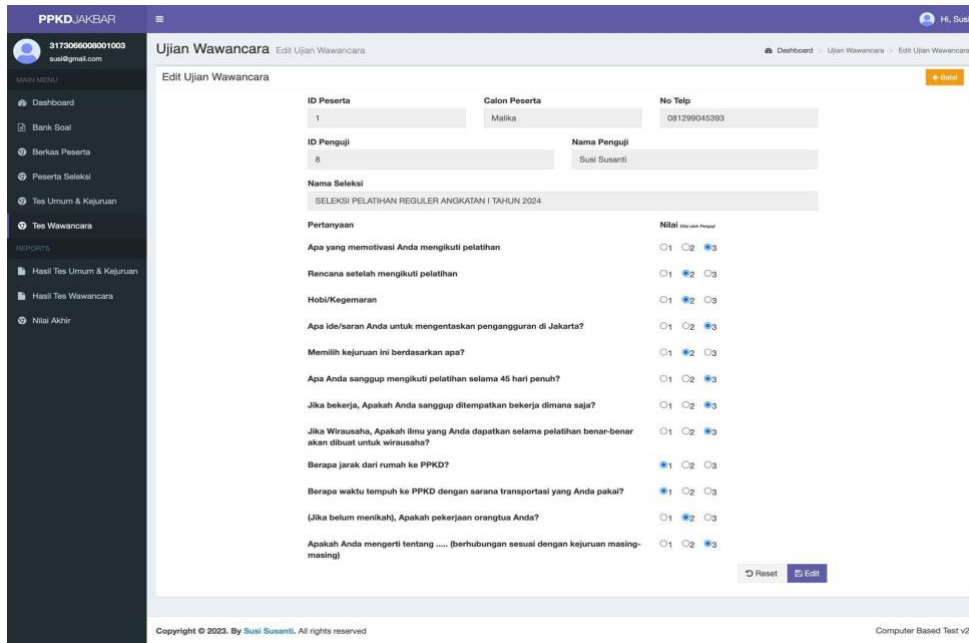 PPKDJAKBAR
Hi, Susi
3173066008001003
susi@gmail.com
MAIN MENU
Dashboard
Bank Soal
Berkas Peserta
Peserta Seleksi
Tes Umum & Kejuruan
Tes Wawancara
REPORTS
Hasil Tes Umum & Kejuruan
Hasil Tes Wawancara
Nilai Akhir
Ujian Wawancara Edit Ujian Wawancara
Dashboard > Ujian Wawancara > Edit Ujian Wawancara
Edit Ujian Wawancara
Batal
ID Peserta Calon Peserta No Telp
1 Malika 081299045393
ID Penguji Nama Penguji
8 Susi Susanti
Nama Seleksi
SELEKSI PELATIHAN REGULER ANGKATAN I TAHUN 2024
Pertanyaan Nilai
Apa yang memotivasi Anda mengikuti pelatihan 1 2 3
Rencana setelah mengikuti pelatihan 1 2 3
Hobi/Kegemaran 1 2 3
Apa ide/saran Anda untuk mengentaskan pengangguran di Jakarta? 1 2 3
Memilih kejuruan ini berdasarkan apa? 1 2 3
Apa Anda sanggup mengikuti pelatihan selama 45 hari penuh? 1 2 3
Jika bekerja, Apakah Anda sanggup ditempatkan bekerja dimana saja? 1 2 3
Jika Wirausaha, Apakah ilmu yang Anda dapatkan selama pelatihan benar-benar 1 2 3
akan dibuat untuk wirausaha?
Berapa jarak dari rumah ke PPKD? 1 2 3
Berapa waktu tempuh ke PPKD dengan sarana transportasi yang Anda pakai? 1 2 3
(Jika belum menikah), Apakah pekerjaan orangtua Anda? 1 2 3
Apakah Anda mengerti tentang ..... (berhubungan sesuai dengan kejuruan masing- 1 2 3
masing)
Reset Edit
Copyright © 2023. By Susi Susanti. All rights reserved
Computer Based Test v2